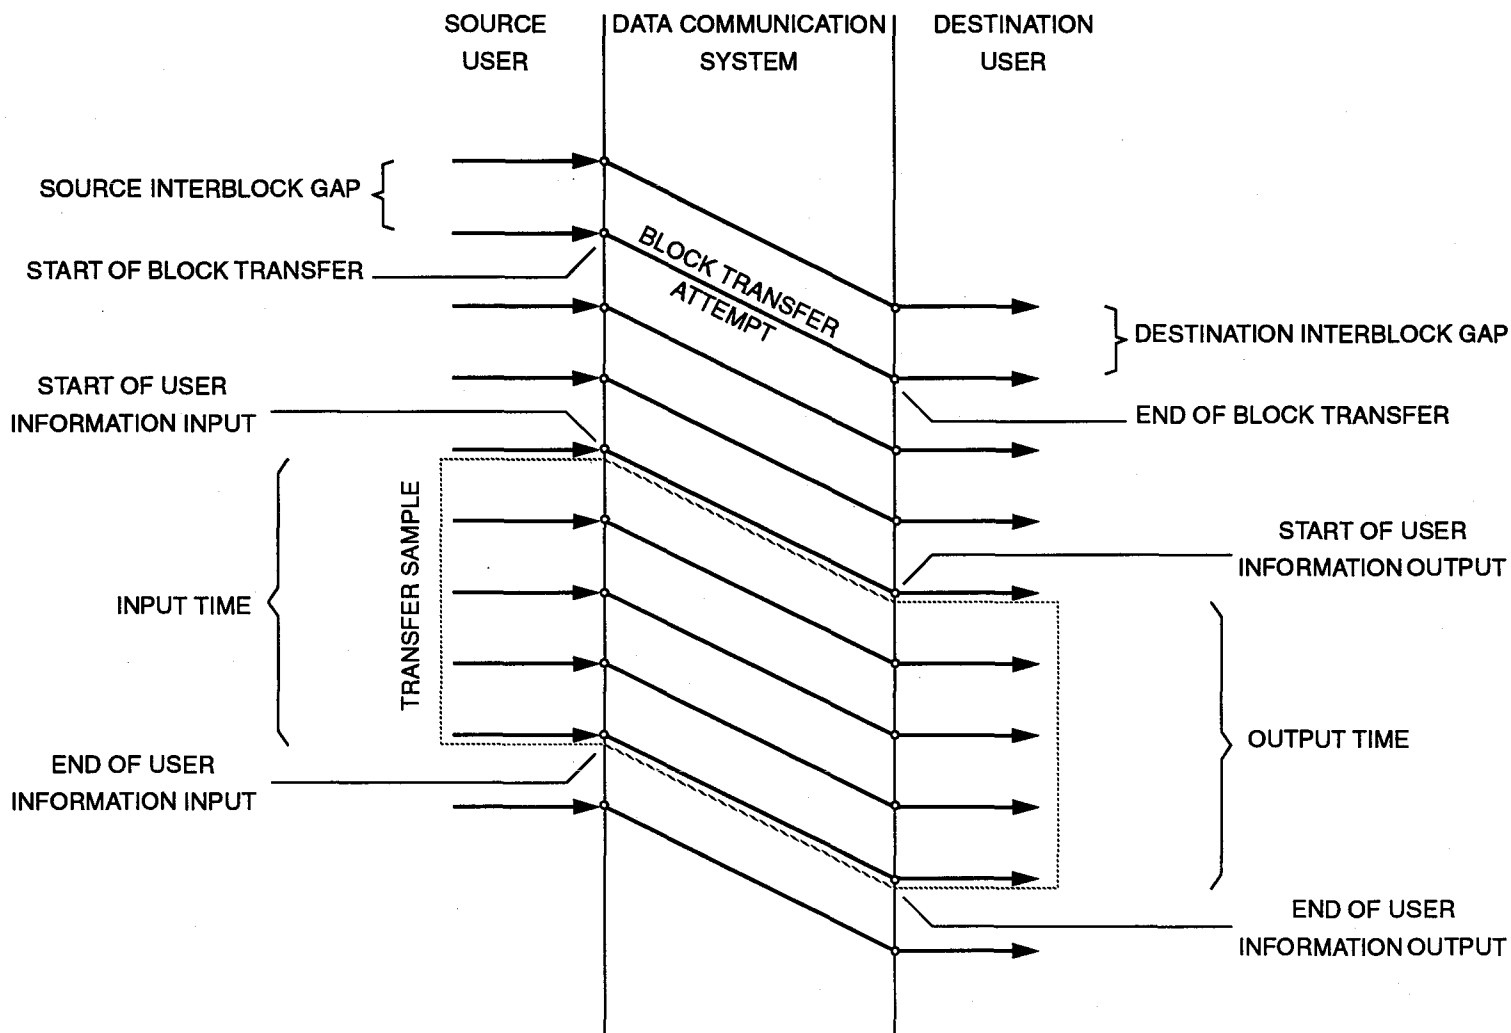 SOURCE
USER
DATA COMMUNICATION
SYSTEM
DESTINATION
USER
SOURCE INTERBLOCK GAP
START OF BLOCK TRANSFER
BLOCK TRANSFER
ATTEMPT
DESTINATION INTERBLOCK GAP
START OF USER
INFORMATION INPUT
END OF BLOCK TRANSFER
TRANSFER SAMPLE
START OF USER
INFORMATION OUTPUT
INPUT TIME
OUTPUT TIME
END OF USER
INFORMATION INPUT
END OF USER
INFORMATION OUTPUT